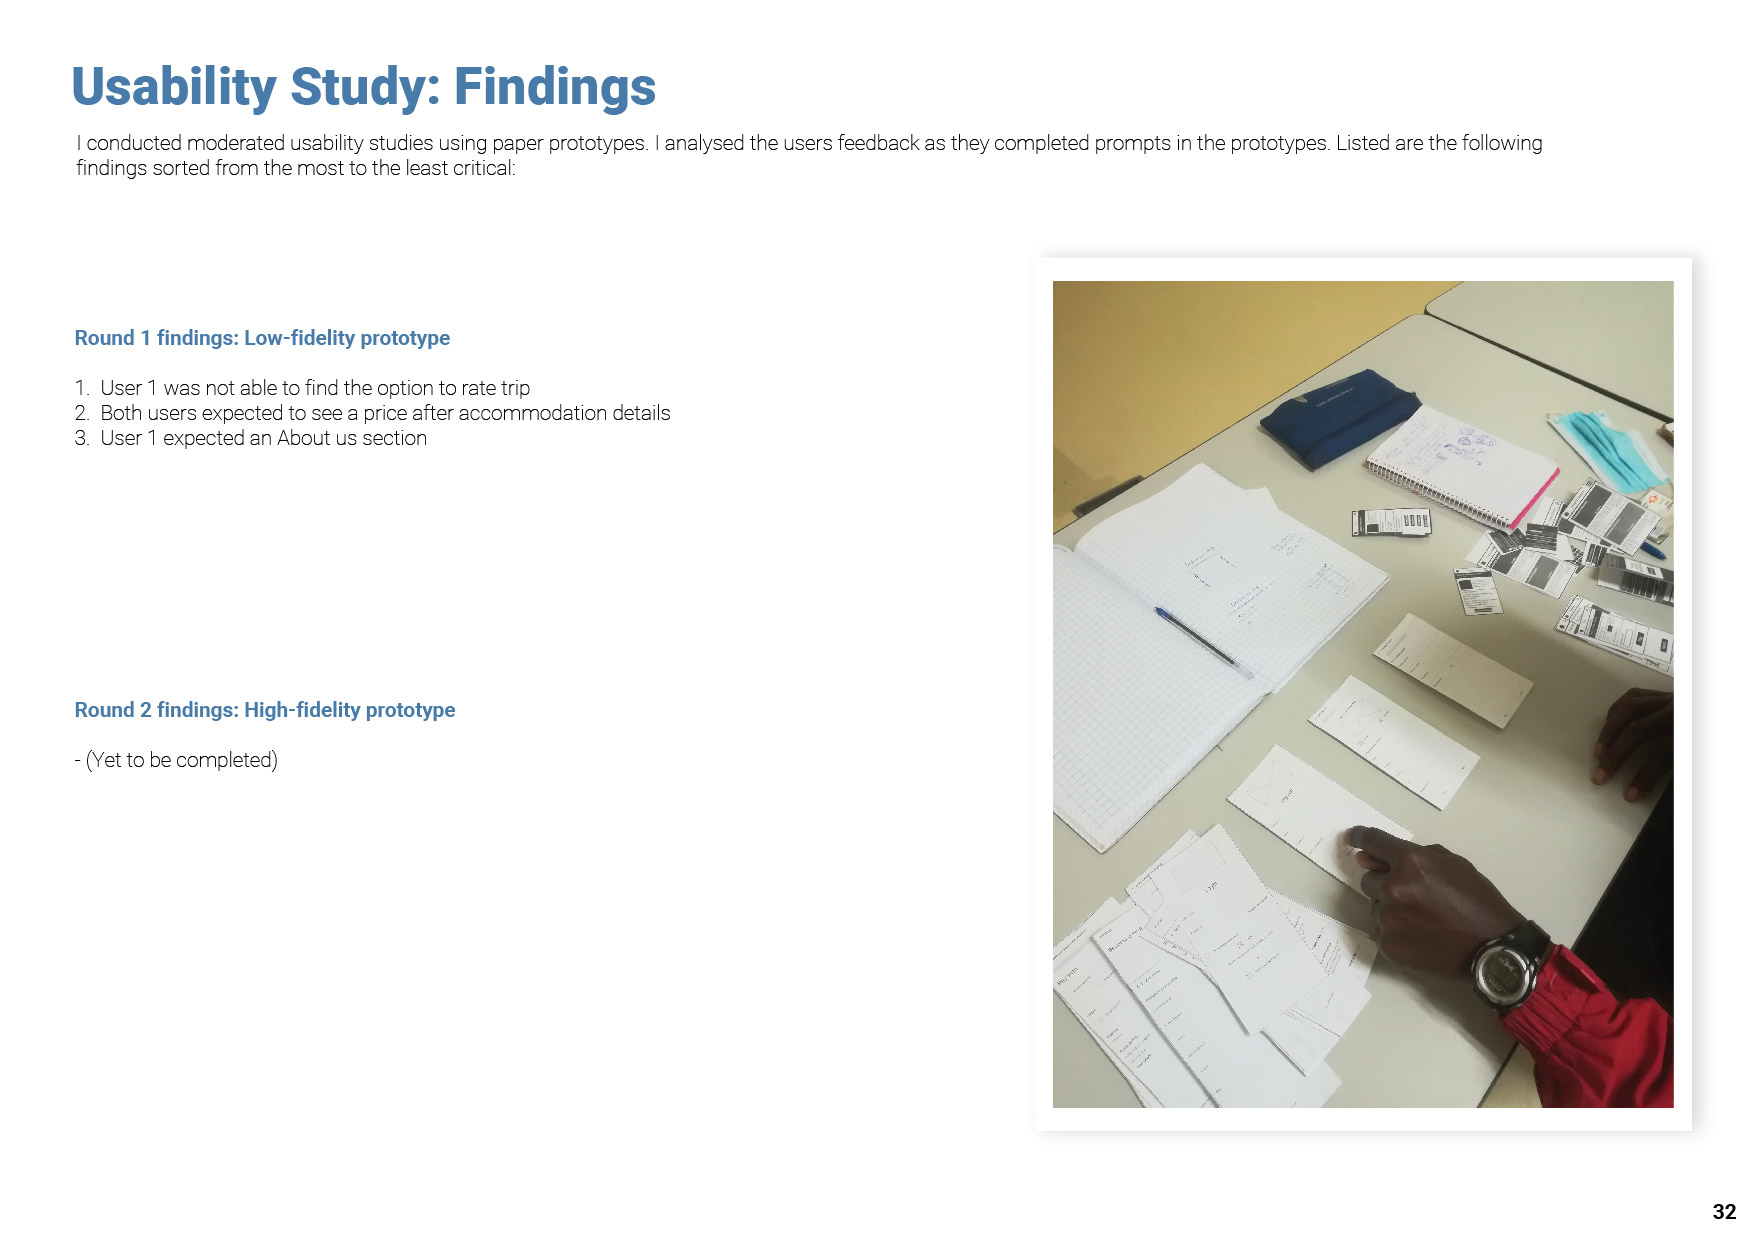 Usability Study: Findings
I conducted moderated usability studies using paper prototypes. I analysed the users feedback as they completed prompts in the prototypes. Listed are the following
findings sorted from the most to the least critical:
Round 1 findings: Low-fidelity prototype
1. User 1 was not able to find the option to rate trip
2. Both users expected to see a price after accommodation details
3. User 1 expected an About us section
Round 2 findings: High-fidelity prototype
- (Yet to be completed)
Login
32